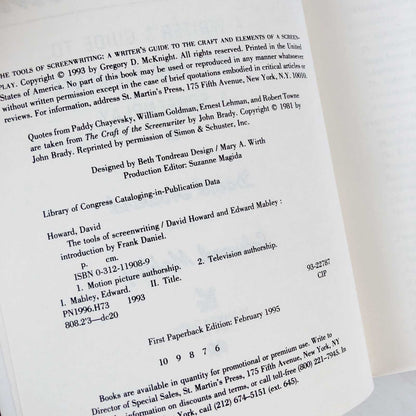 THE TOOLS OF SCREENWRITING: A WRITER'S GUIDE TO THE CRAFT AND ELEMENTS OF A SCREEN-
PLAY. Copyright © 1993 by Gregory D. McKnight. All rights reserved. Printed in the United
States of America. No part of this book may be used or reproduced in any manner whatsoever
without written permission except in the case of brief quotations embodied in critical articles or
reviews. For information, address St. Martin's Press, 175 Fifth Avenue, New York, N.Y. 10010.
Quotes from Paddy Chayevsky, William Goldman, Ernest Lehman, and Robert Towne
are taken from The Craft of the Screenwriter by John Brady. Copyright © 1981 by
John Brady. Reprinted by permission of Simon & Schuster, Inc.
Designed by Beth Tondreau Design / Mary A. Wirth
Production Editor: Suzanne Magida
Library of Congress Cataloging-in-Publication Data
Howard, David
The tools of screenwriting / David Howard and Edward Mabley :
introduction by Frank Daniel.
p. cm.
ISBN 0-312-11908-9
1. Motion picture authorship. 2. Television authorship.
I. Mabley, Edward. II. Title.
PN1996.H73 1993
808.2'3—dc20 93-22787
CIP
First Paperback Edition: February 1995
10 9 8 7 6
Books are available in quantity for promotional or premium use. Write to
Director of Special Sales, St. Martin's Press, 175 Fifth Avenue, New York, NY
information on discounts and terms, or call toll-free (800) 221-7945. In
York, call (212) 674-5151 (ext. 645).